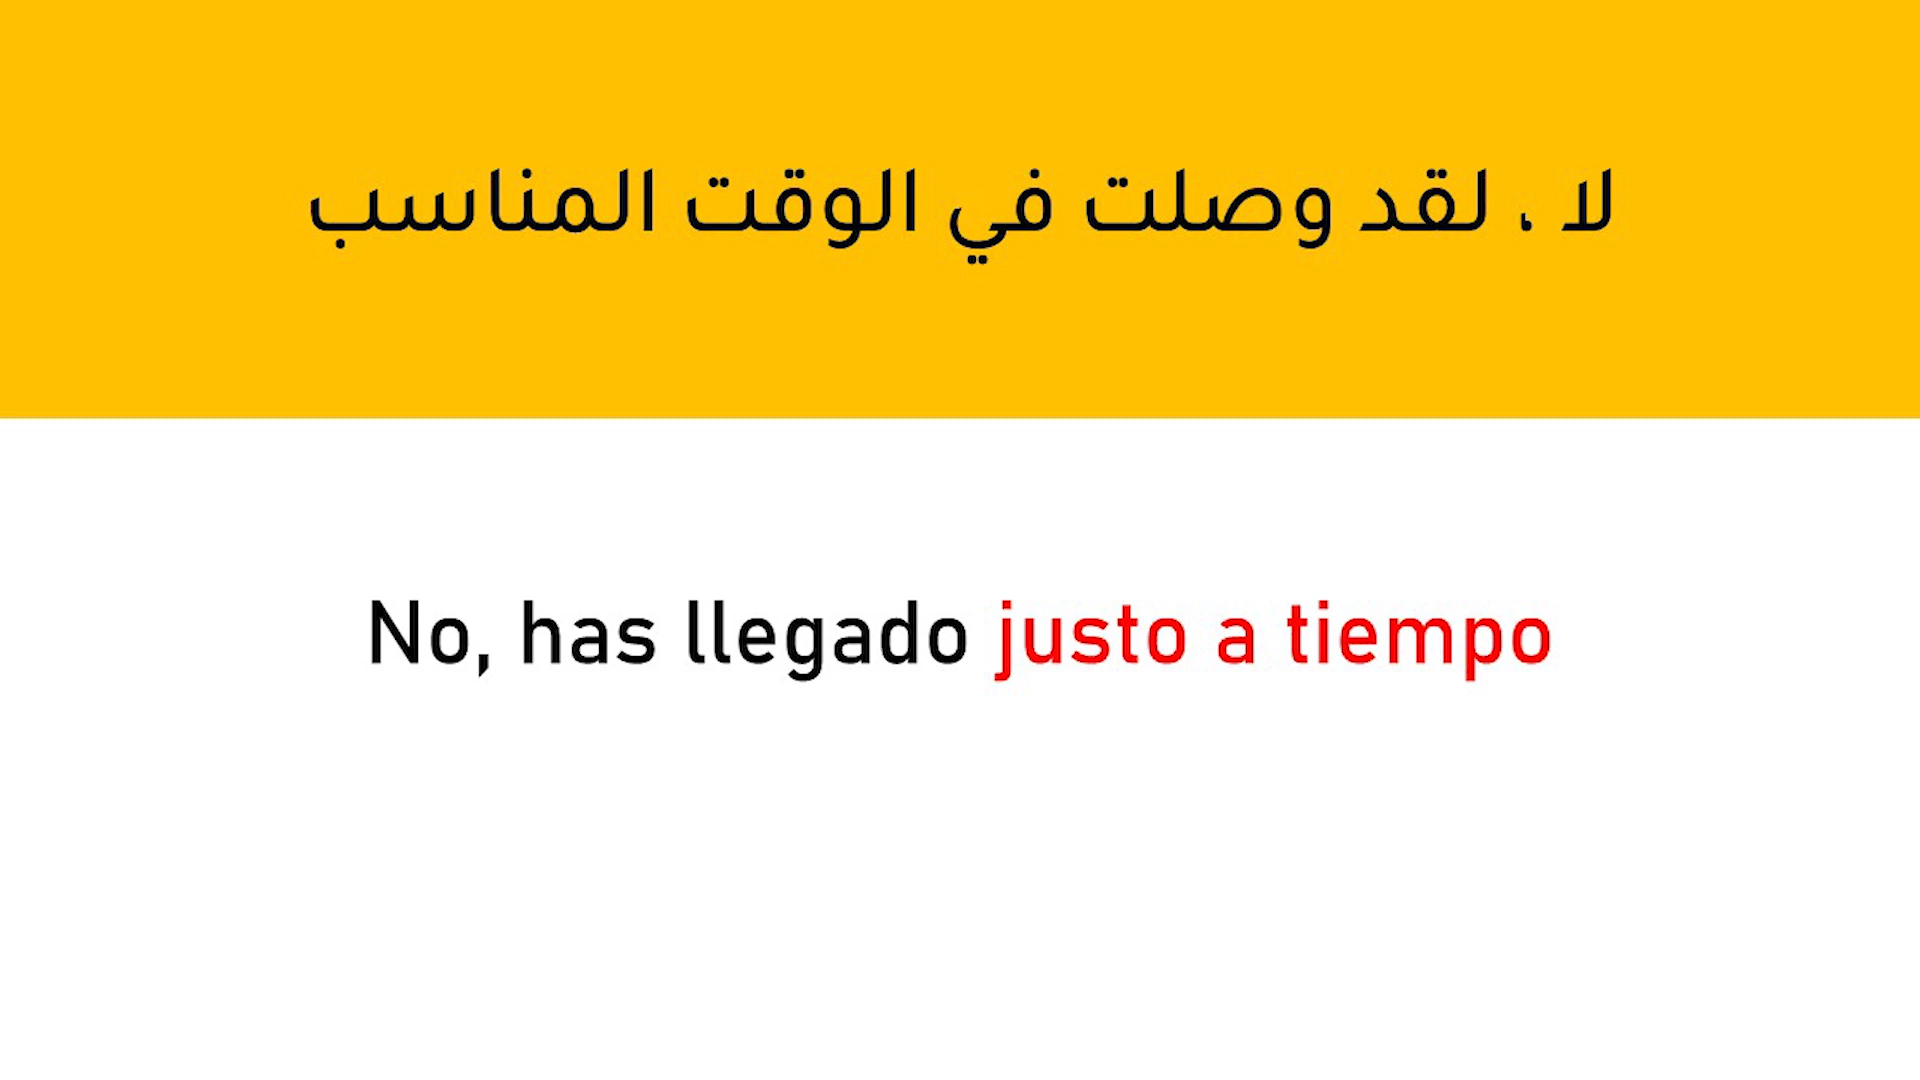 لا ، لقد وصلت في الوقت المناسب
No, has llegado justo a tiempo